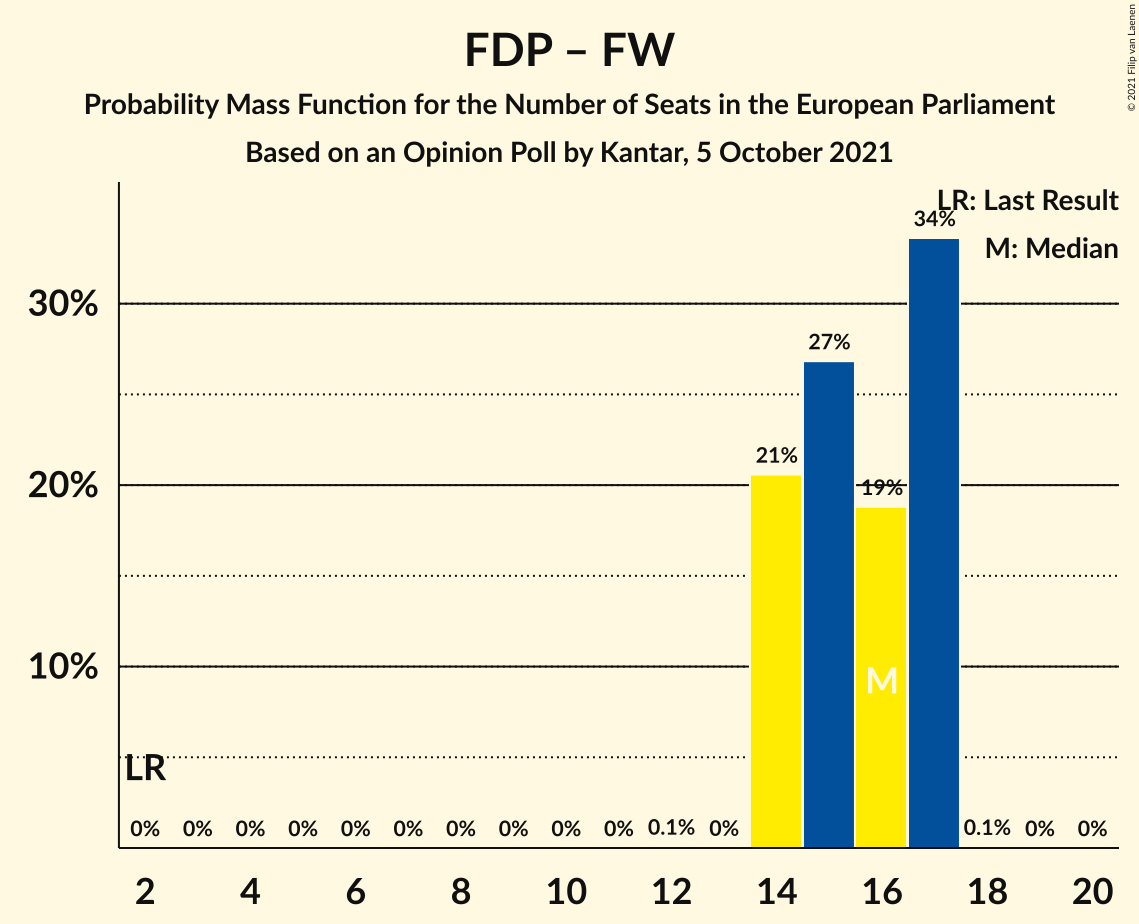 FDP – FW
Probability Mass Function for the Number of Seats in the European Parliament
Based on an Opinion Poll by Kantar, 5 October 2021
© 2021 Filip van Laenen
LR: Last Result
M: Median
34%
30%
27%
21%
20%
19%
10%
M
LR
0% 0% 0% 0% 0% 0% 0% 0% 0% 0% 0.1% 0% 0.1% 0% 0%
2 4 6 8 10 12 14 16 18 20